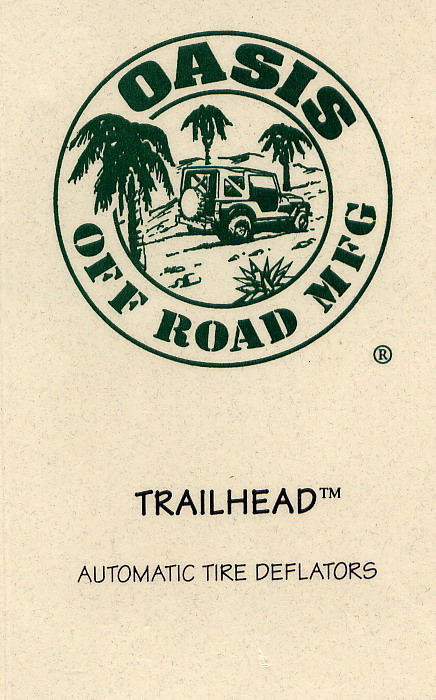 OASIS
OFF ROAD MFG
®
TRAILHEAD™
AUTOMATIC TIRE DEFLATORS